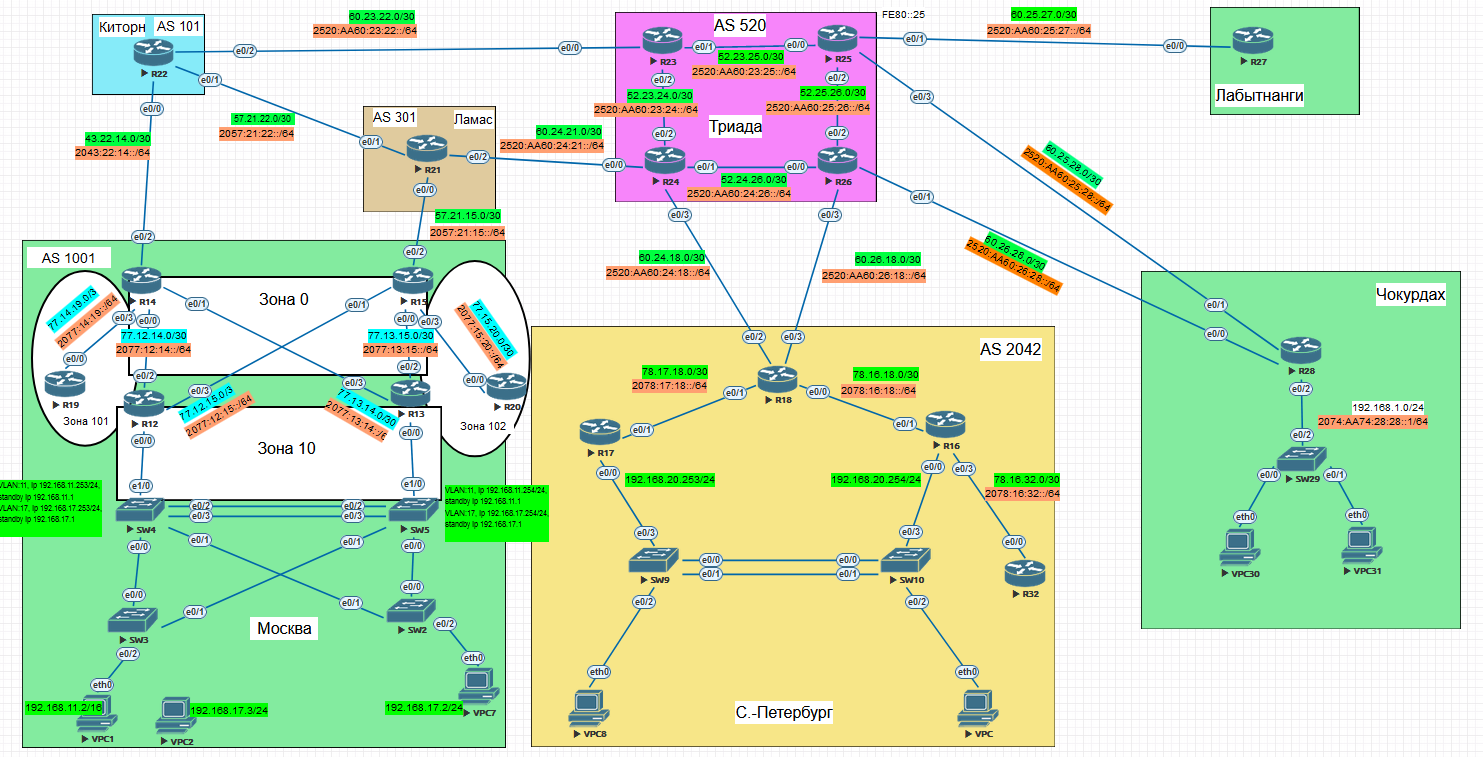 Киторн
AS 101
R22
e0/2
e0/1
e0/0
60.23.22.0/30
2520:AA60:23:22::/64
43.22.14.0/30
2043:22:14::/64
57.21.22.0/30
2057:21:22::/64
AS 301
Ламас
e0/1
R21
e0/2
e0/0
60.24.21.0/30
2520:AA60:24:21::/64
57.21.15.0/30
2057:21:15::/64
AS 520
FE80::25
e0/0
R23
e0/1
e0/2
52.23.25.0/30
2520:AA60:23:25::/64
e0/0
R25
e0/1
e0/2
e0/3
52.23.24.0/30
2520:AA60:23:24::/64
52.25.26.0/30
2520:AA60:25:26::/64
Триада
e0/2
e0/0
R24
e0/1
e0/3
52.24.26.0/30
2520:AA60:24:26::/64
e0/2
e0/0
R26
e0/1
e0/3
60.25.27.0/30
2520:AA60:25:27::/64
e0/0
R27
Лабытнанги
60.25.28.0/30
2520:AA60:25:28::/64
60.26.28.0/30
2520:AA60:26:28::/64
60.24.18.0/30
2520:AA60:24:18::/64
60.26.18.0/30
2520:AA60:26:18::/64
AS 1001
e0/2
R14
e0/1
e0/3
e0/0
Зона 0
e0/2
R15
e0/1
e0/0
e0/3
77.14.19.0/3
2077:14:19::/64
77.12.14.0/30
2077:12:14::/64
77.13.15.0/30
2077:13:15::/64
77.15.20.0/30
2077:15:20::/64
e0/0
R19
Зона 101
e0/2
e0/3
R12
e0/0
77.12.15.0/3
2077:12:15::/64
77.13.14.0/30
2077:13:14::/6
e0/2
e0/3
R13
e0/0
e0/0
R20
Зона 102
Зона 10
VLAN:11, ip 192.168.11.253/24,
standby ip 192.168.11.1
VLAN:17, ip 192.168.17.253/24,
standby ip 192.168.17.1
e1/0
SW4
e0/2
e0/3
e0/0
e0/1
e1/0
SW5
e0/2
e0/3
e0/1
e0/0
VLAN:11, ip 192.168.11.254/24,
standby ip 192.168.11.1
VLAN:17, ip 192.168.17.254/24,
standby ip 192.168.17.1
e0/0
SW3
e0/1
e0/2
Москва
e0/0
e0/1
SW2
e0/2
eth0
192.168.11.2/16
VPC1
192.168.17.3/24
VPC2
eth0
192.168.17.2/24
VPC7
AS 2042
e0/2
e0/3
R18
e0/1
e0/0
78.17.18.0/30
2078:17:18::/64
78.16.18.0/30
2078:16:18::/64
R17
e0/1
e0/0
e0/1
R16
e0/0
e0/3
192.168.20.253/24
192.168.20.254/24
78.16.32.0/30
2078:16:32::/64
e0/3
SW9
e0/0
e0/1
e0/2
e0/3
SW10
e0/0
e0/1
e0/2
e0/0
R32
eth0
VPC8
С.-Петербург
eth0
VPC
Чокурдах
e0/1
e0/0
R28
e0/2
192.168.1.0/24
2074:AA74:28:28::1/64
e0/2
SW29
e0/0
e0/1
eth0
VPC30
eth0
VPC31